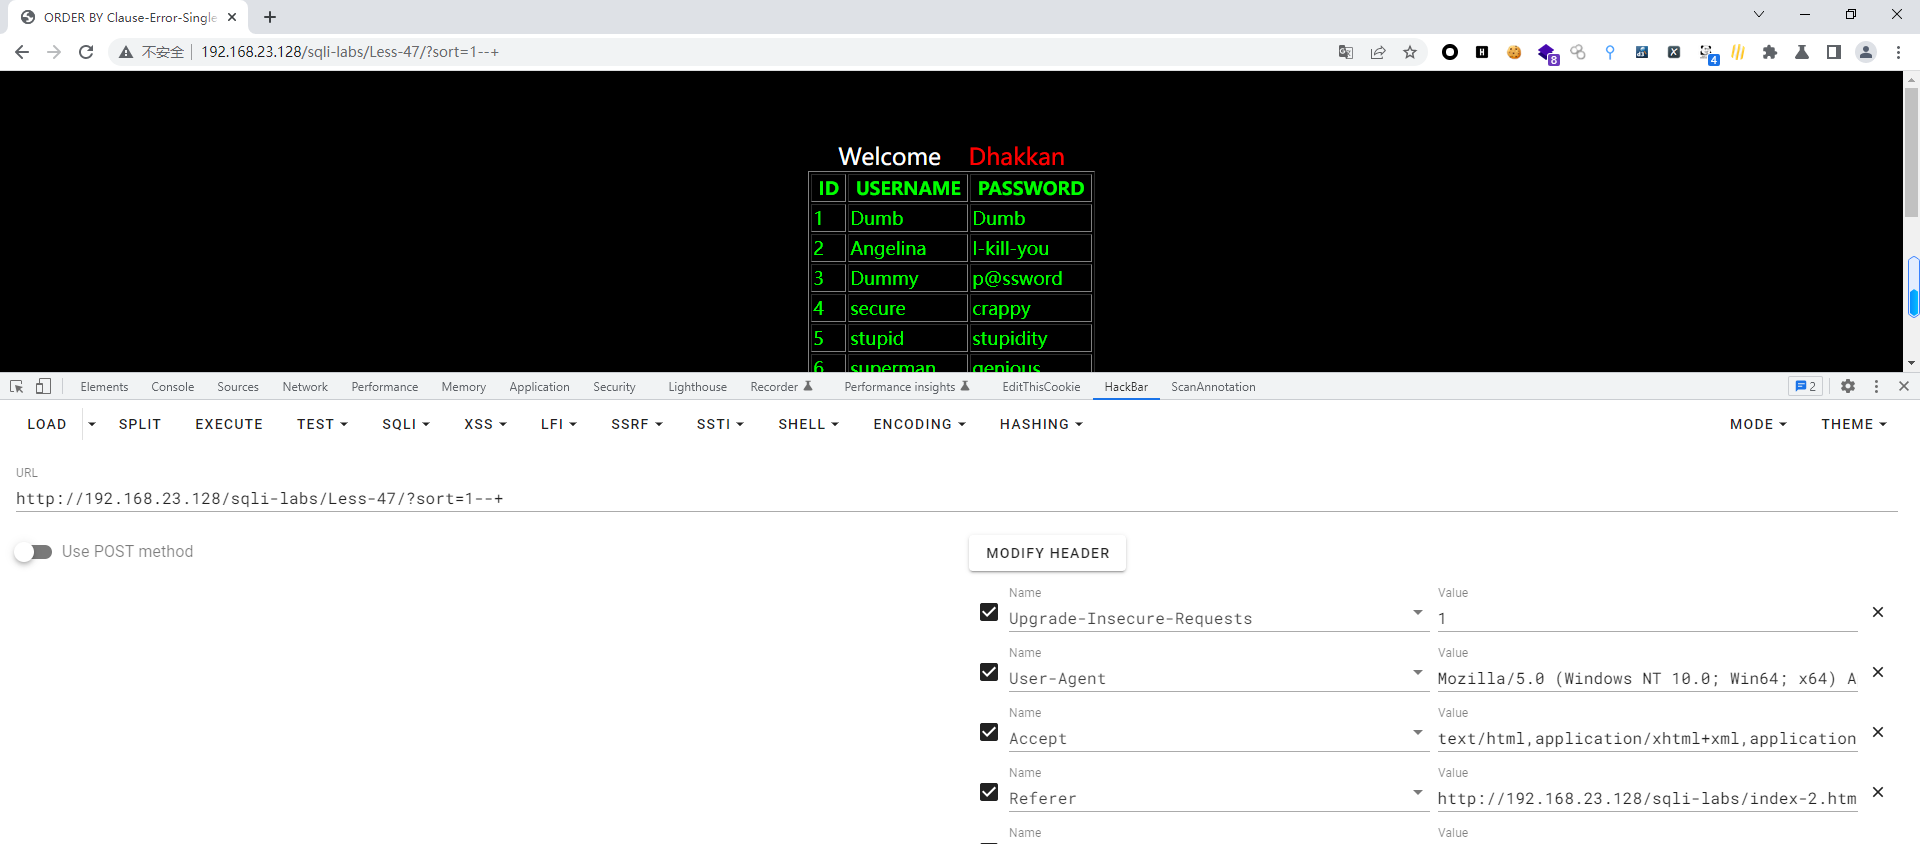 ORDER BY Clause-Error-Single
不安全 192.168.23.128/sqli-labs/Less-47/?sort=1--+
8
4
Welcome Dhakkan
ID USERNAME PASSWORD
1 Dumb Dumb
2 Angelina I-kill-you
3 Dummy p@ssword
4 secure crappy
5 stupid stupidity
6 superman genious
Elements Console Sources Network Performance Memory Application Security Lighthouse Recorder Performance insights EditThisCookie HackBar ScanAnnotation 2
LOAD SPLIT EXECUTE TEST SQLI XSS LFI SSRF SSTI SHELL ENCODING HASHING MODE THEME
URL
http://192.168.23.128/sqli-labs/Less-47/?sort=1--+
Use POST method
MODIFY HEADER
Name Value
Upgrade-Insecure-Requests 1
Name Value
User-Agent Mozilla/5.0 (Windows NT 10.0; Win64; x64) A
Name Value
Accept text/html,application/xhtml+xml,application
Name Value
Referer http://192.168.23.128/sqli-labs/index-2.htm
Name Value